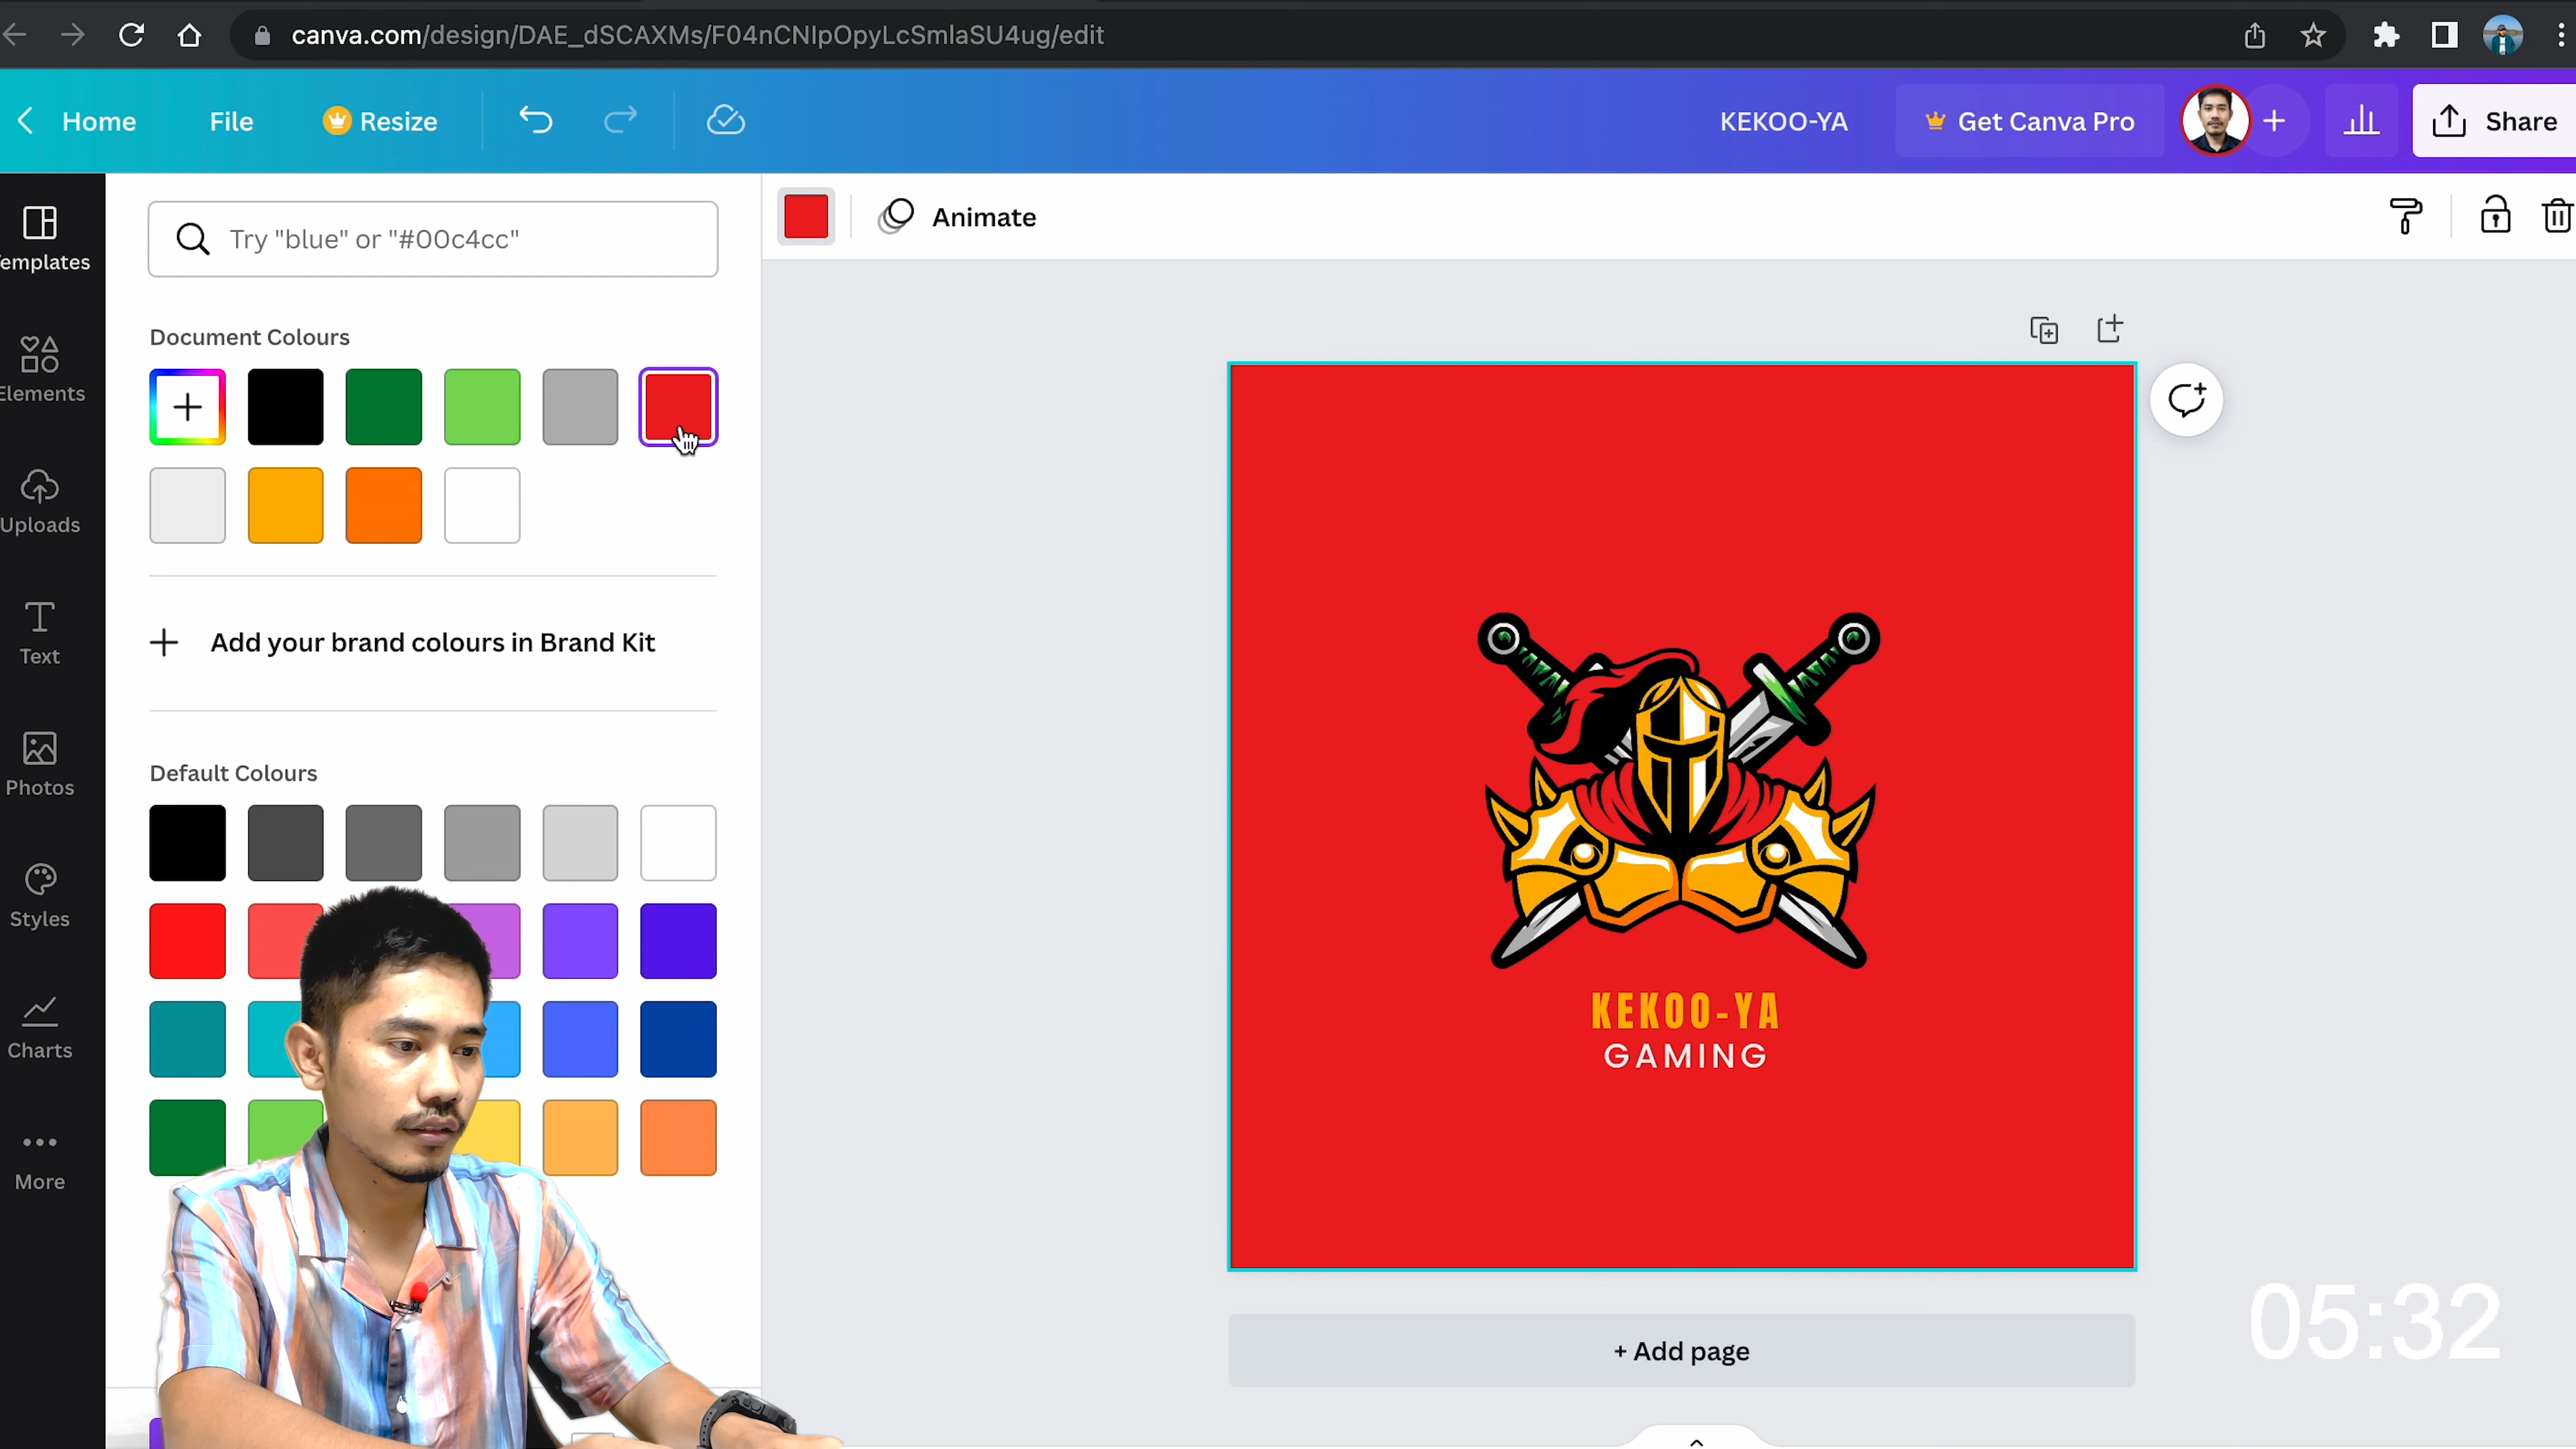 canva.com/design/DAE_dSCAXMs/F04nCNIpOpyLcSmlaSU4ug/edit
Home File Resize KEKOO-YA Get Canva Pro + Share
Try "blue" or "#00c4cc"
Animate
emplates
Elements
Uploads
Text
Photos
Styles
Charts
More
Document Colours
+ Add your brand colours in Brand Kit
Default Colours
KEKOO-YA
GAMING
+ Add page
05:32